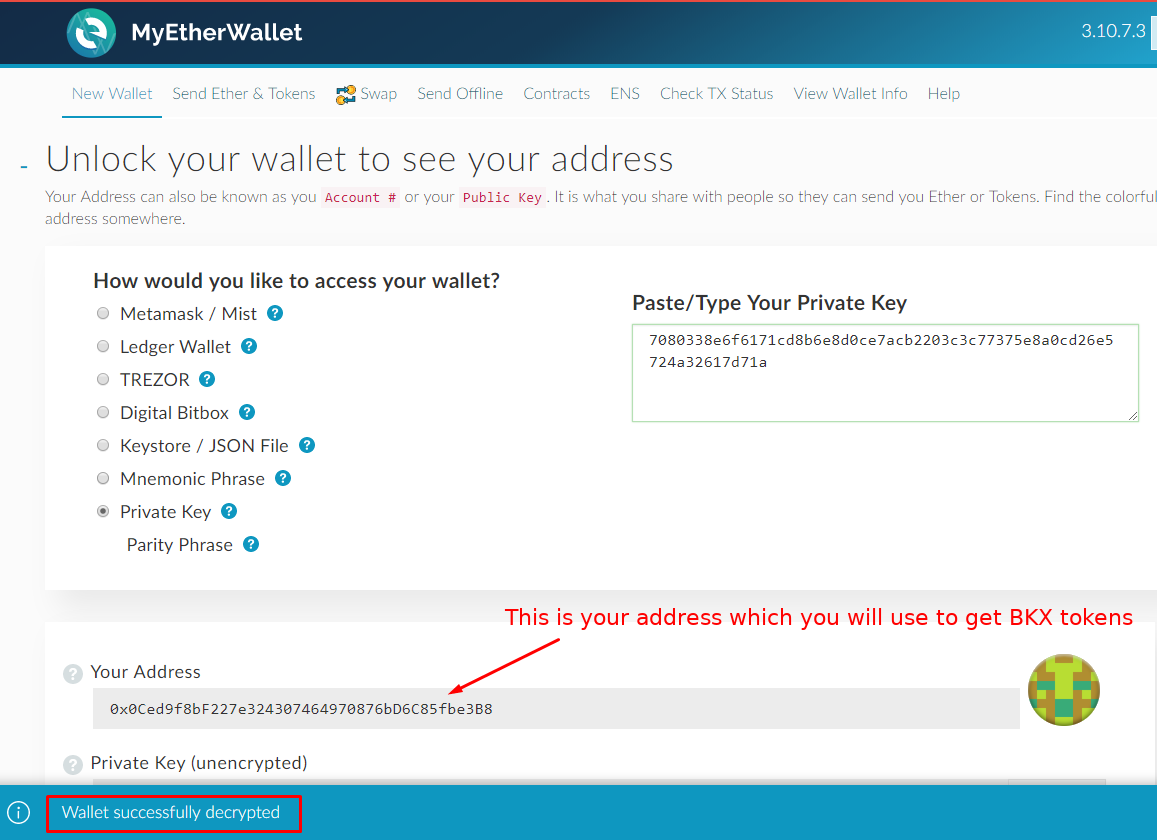 MyEtherWallet
3.10.7.3
New Wallet Send Ether & Tokens Swap Send Offline Contracts ENS Check TX Status View Wallet Info Help
- Unlock your wallet to see your address
Your Address can also be known as you Account # or your Public Key. It is what you share with people so they can send you Ether or Tokens. Find the colorful
address somewhere.
How would you like to access your wallet?
Metamask / Mist ?
Ledger Wallet ?
TREZOR ?
Digital Bitbox ?
Keystore / JSON File ?
Mnemonic Phrase ?
Private Key ?
Parity Phrase ?
Paste/Type Your Private Key
7080338e6f6171cd8b6e8d0ce7acb2203c3c77375e8a0cd26e5
724a32617d71a
This is your address which you will use to get BKX tokens
? Your Address
0x0Ced9f8bF227e324307464970876bD6C85fbe3B8
? Private Key (unencrypted)
Wallet successfully decrypted